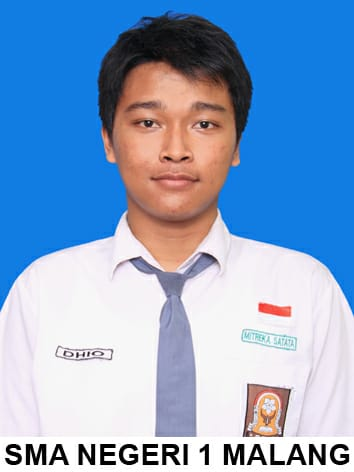 DHIO
MITREKA SATATA
SMA NEGERI 1 MALANG